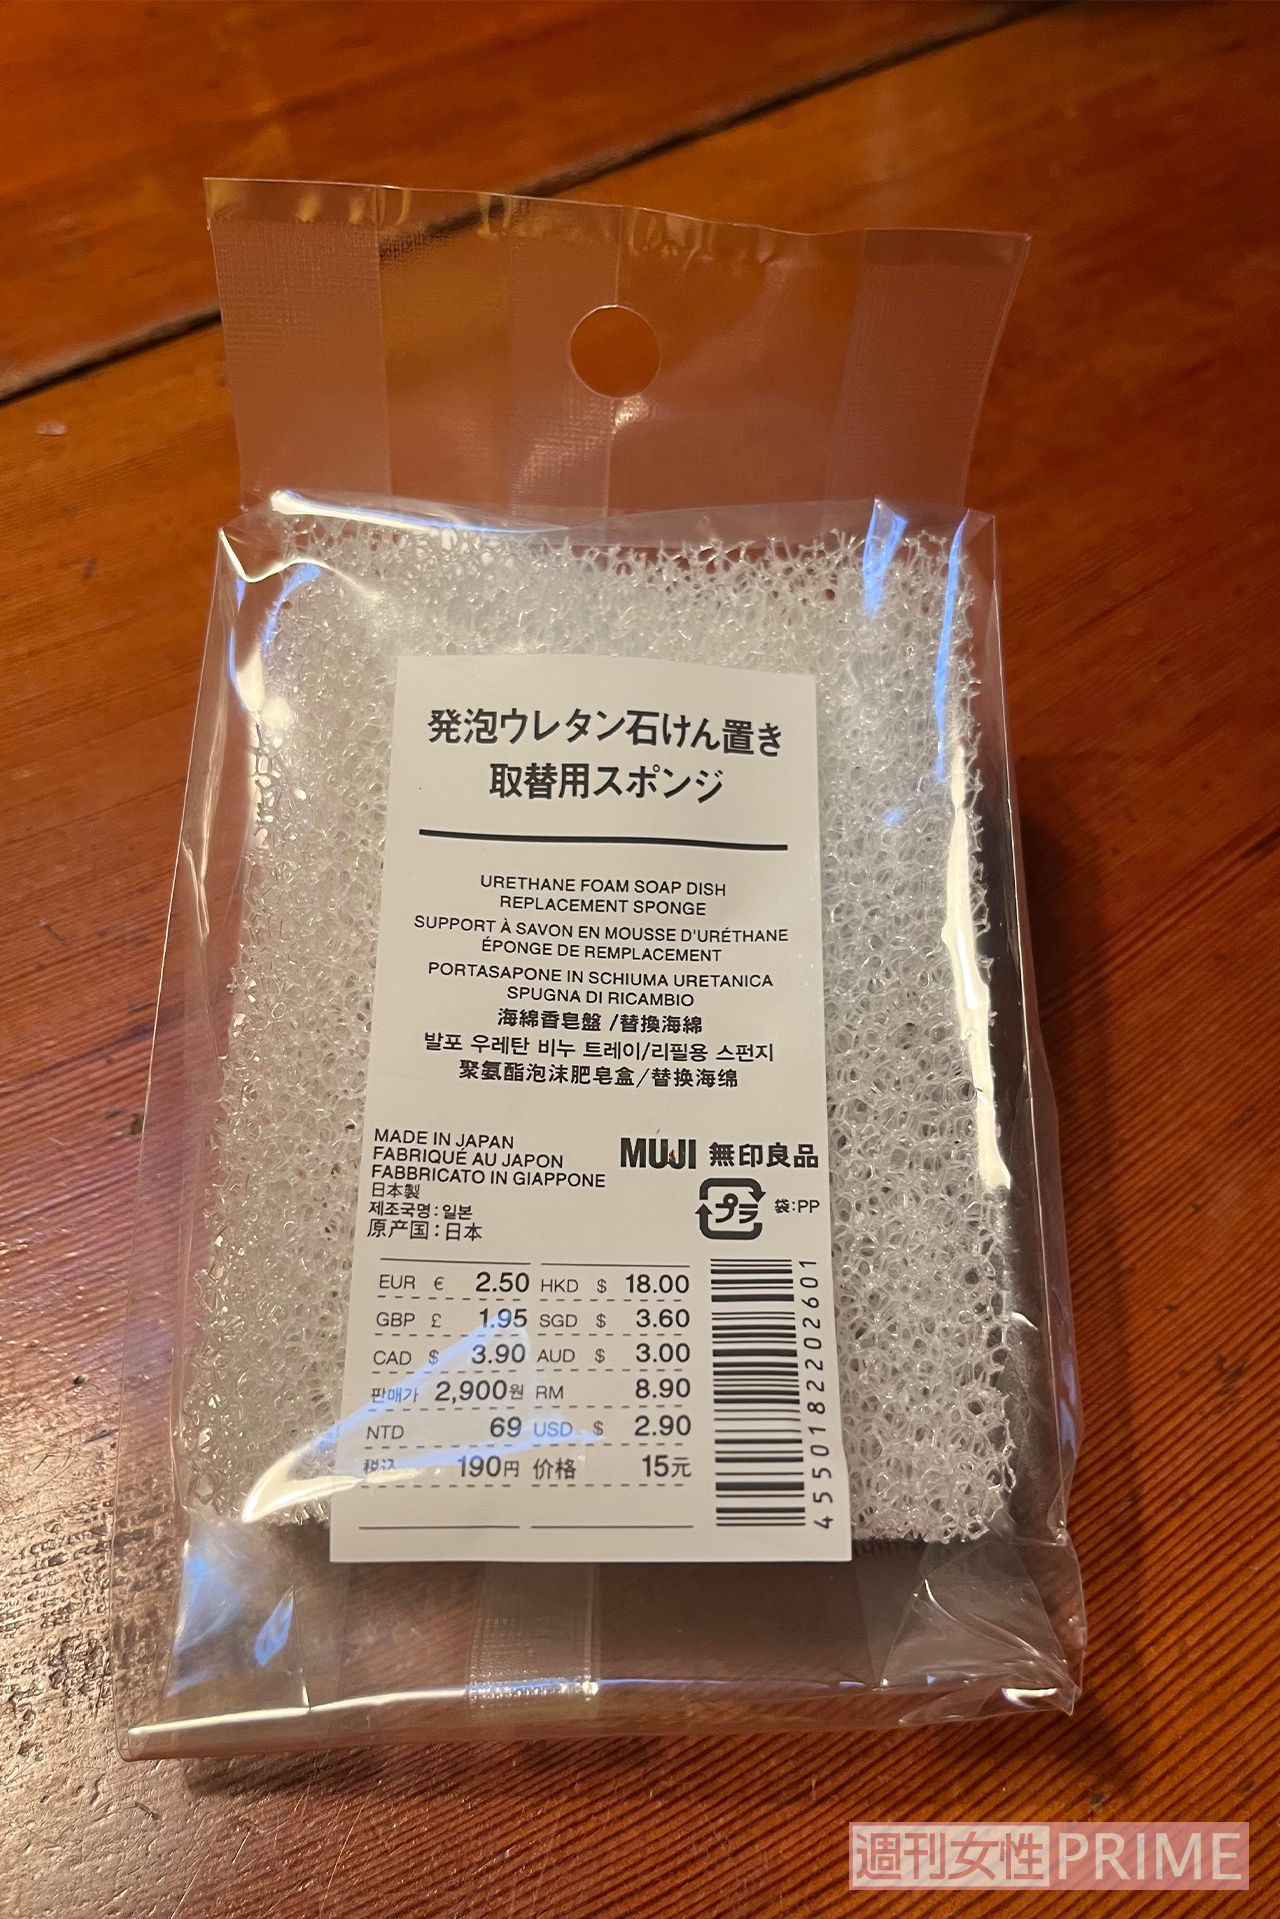 発泡ウレタン石けん置き
取替用スポンジ
URETHANE FOAM SOAP DISH
REPLACEMENT SPONGE
SUPPORT À SAVON EN MOUSSE D'URÉTHANE
ÉPONGE DE REMPLACEMENT
PORTASAPONE IN SCHIUMA URETANICA
SPUGNA DI RICAMBIO
海綿香皂盤 /替換海綿
발포 우레탄 비누 트레이/리필용 스펀지
聚氨酯泡沫肥皂盒/替换海绵
MADE IN JAPAN
FABRIQUÉ AU JAPON
FABBRICATO IN GIAPPONE
日本製
제조국명:일본
原产国:日本
MUJI 無印良品
プラ 袋:PP
EUR € 2.50 HKD $ 18.00
GBP £ 1.95 SGD $ 3.60
CAD $ 3.90 AUD $ 3.00
판매가 2,900원 RM 8.90
NTD 69 USD $ 2.90
税込 190円 价格 15元
4550182202601
週刊女性PRIME